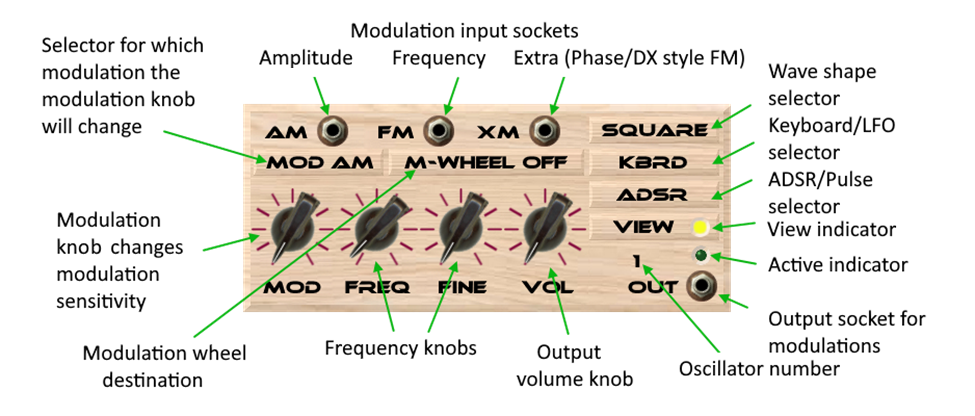 Modulation input sockets
Amplitude
Frequency
Extra (Phase/DX style FM)
Selector for which
modulation the
modulation knob
will change
Wave shape
selector
Keyboard/LFO
selector
ADSR/Pulse
selector
View indicator
Active indicator
Output socket for
modulations
AM
FM
XM
SQUARE
MOD AM
M-WHEEL OFF
KBRD
ADSR
VIEW
1
MOD
FREQ
FINE
VOL
OUT
Modulation
knob changes
modulation
sensitivity
Modulation wheel
destination
Frequency knobs
Output
volume knob
Oscillator number